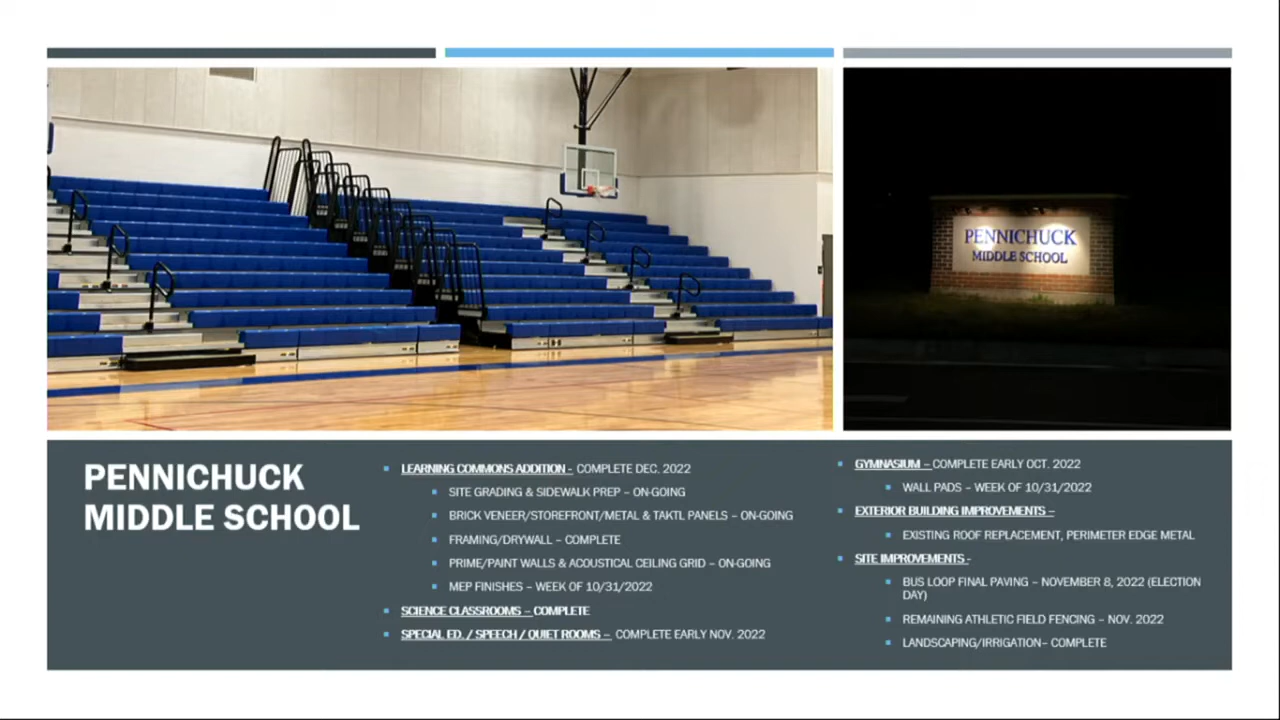 PENNICHUCK
MIDDLE SCHOOL
PENNICHUCK
MIDDLE SCHOOL
LEARNING COMMONS ADDITION - COMPLETE DEC. 2022
SITE GRADING & SIDEWALK PREP – ON-GOING
BRICK VENEER/STOREFRONT/METAL & TAKTL PANELS – ON-GOING
FRAMING/DRYWALL – COMPLETE
PRIME/PAINT WALLS & ACOUSTICAL CEILING GRID – ON-GOING
MEP FINISHES – WEEK OF 10/31/2022
SCIENCE CLASSROOMS – COMPLETE
SPECIAL ED. / SPEECH / QUIET ROOMS – COMPLETE EARLY NOV. 2022
GYMNASIUM – COMPLETE EARLY OCT. 2022
WALL PADS – WEEK OF 10/31/2022
EXTERIOR BUILDING IMPROVEMENTS –
EXISTING ROOF REPLACEMENT, PERIMETER EDGE METAL
SITE IMPROVEMENTS -
BUS LOOP FINAL PAVING – NOVEMBER 8, 2022 (ELECTION
DAY)
REMAINING ATHLETIC FIELD FENCING – NOV. 2022
LANDSCAPING/IRRIGATION– COMPLETE